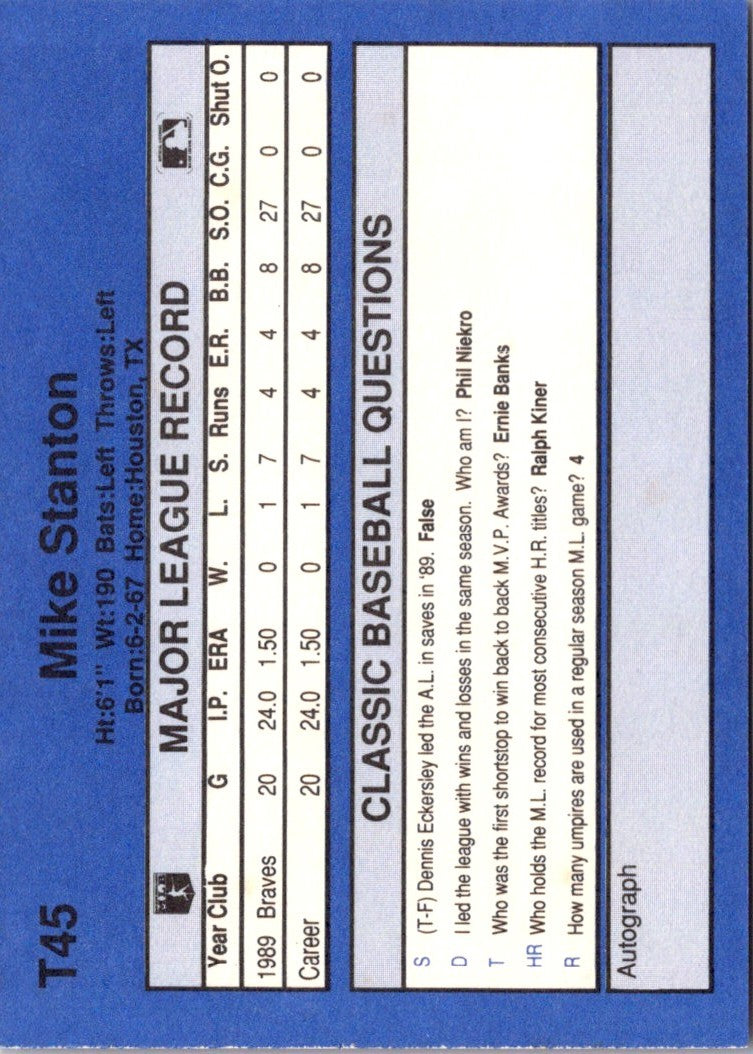 T45
Mike Stanton
Ht:6'1" Wt:190 Bats:Left Throws:Left
Born:6-2-67 Home:Houston, TX
MAJOR LEAGUE RECORD
Year Club G I.P. ERA W. L. S. Runs E.R. B.B. S.O. C.G. Shut O.
1989 Braves 20 24.0 1.50 0 1 7 4 4 8 27 0 0
Career 20 24.0 1.50 0 1 7 4 4 8 27 0 0
CLASSIC BASEBALL QUESTIONS
S (T-F) Dennis Eckersley led the A.L. in saves in '89. False
D I led the league with wins and losses in the same season. Who am I? Phil Niekro
T Who was the first shortstop to win back to back M.V.P. Awards? Ernie Banks
HR Who holds the M.L. record for most consecutive H.R. titles? Ralph Kiner
R How many umpires are used in a regular season M.L. game? 4
Autograph